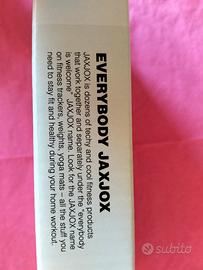 EVERYBODY JAXJOX
JAXJOX is dozens of techy and cool fitness products
that work together and separately under the "everybody
is welcome" JAXJOX name. Look for the JAXJOX name
on fitness trackers, weights, yoga mats – all the stuff you
need to stay fit and healthy during your home workout.
subito